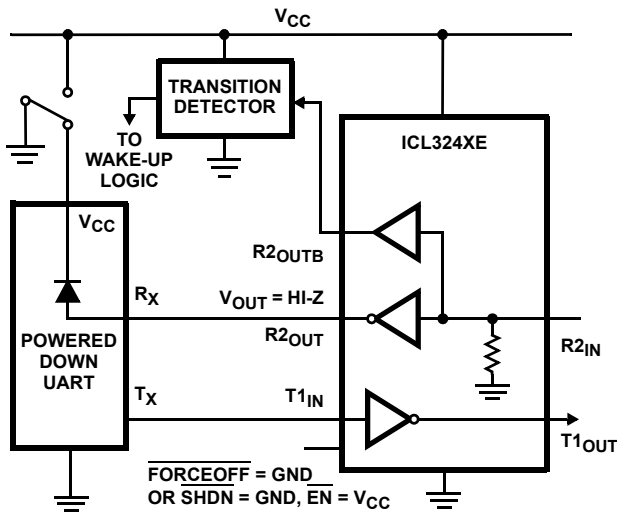 VCC
TRANSITION
DETECTOR
TO
WAKE-UP
LOGIC
ICL324XE
VCC
R2OUTB
RX
VOUT = HI-Z
POWERED
DOWN
UART
R2OUT
R2IN
TX
T1IN
T1OUT
FORCEOFF = GND
OR SHDN = GND, EN = VCC